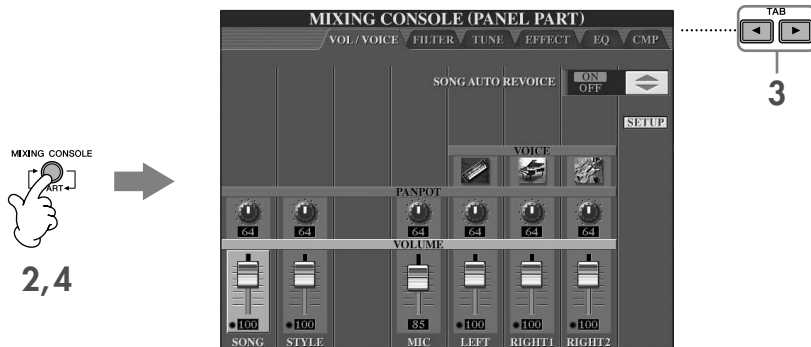 MIXING CONSOLE (PANEL PART)
VOL / VOICE FILTER TUNE EFFECT EQ CMP
TAB
3
SONG AUTO REVOICE ON
OFF
SETUP
VOICE
MIXING CONSOLE
ART
2,4
PANPOT
64 64 64 64 64 64
VOLUME
100 100 85 100 100 100
SONG STYLE MIC LEFT RIGHT1 RIGHT2